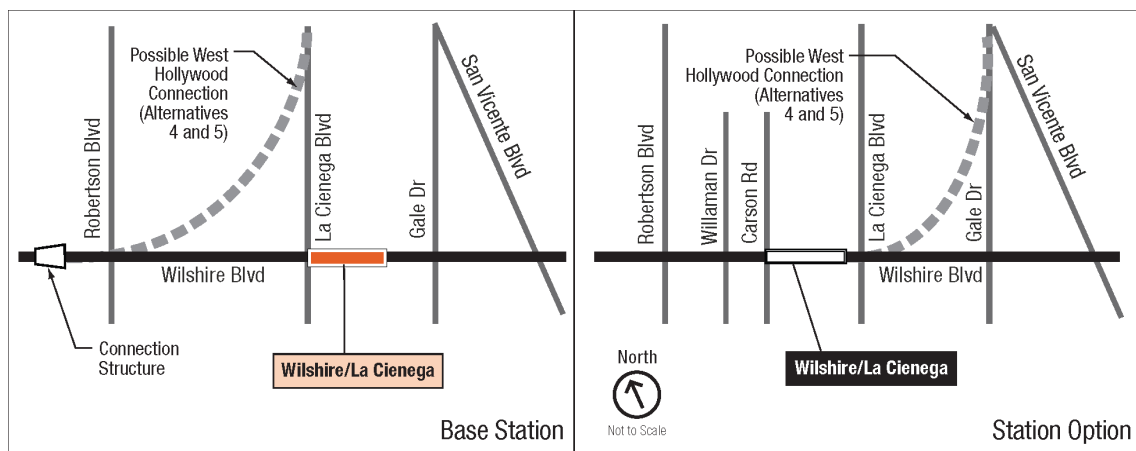 Possible West
Hollywood
Connection
(Alternatives
4 and 5)
Robertson Blvd
La Cienega Blvd
Gale Dr
San Vicente Blvd
Wilshire Blvd
Connection
Structure
Wilshire/La Cienega
Base Station
Possible West
Hollywood Connection
(Alternatives
4 and 5)
Robertson Blvd
Willaman Dr
Carson Rd
La Cienega Blvd
Gale Dr
San Vicente Blvd
Wilshire Blvd
North
Not to Scale
Wilshire/La Cienega
Station Option